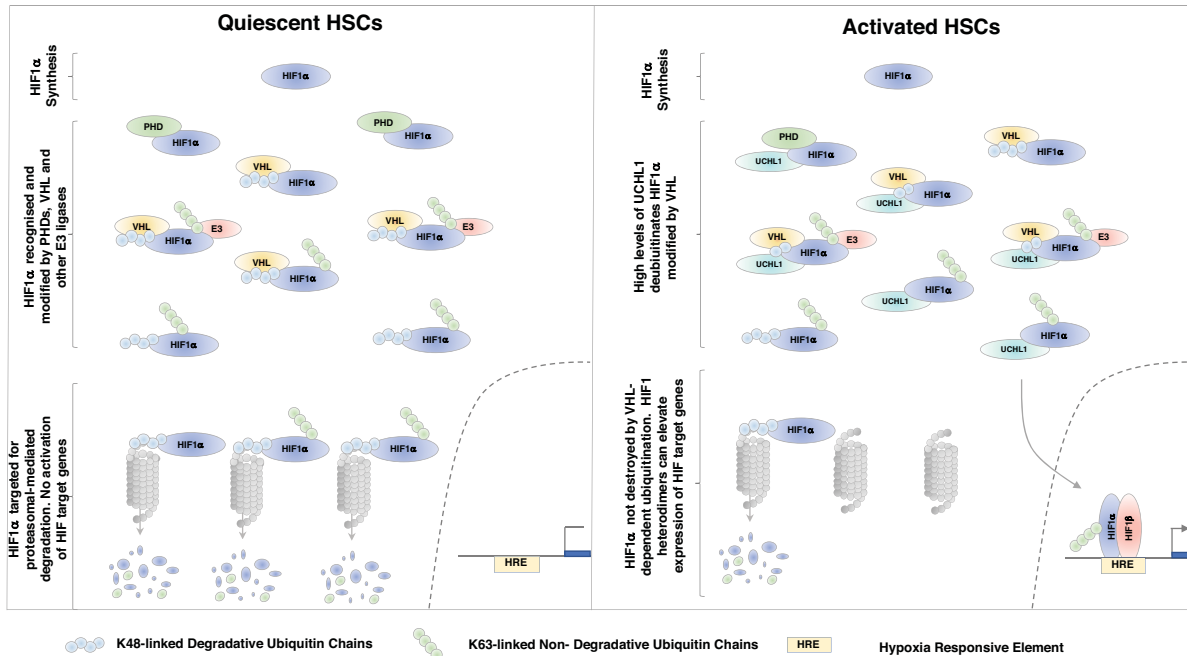 Quiescent HSCs
HIF1α
Synthesis
HIF1α
PHD
HIF1α
PHD
HIF1α
VHL
HIF1α
HIF1α recognised and
modified by PHDs, VHL and
other E3 ligases
VHL
HIF1α
E3
VHL
HIF1α
E3
VHL
HIF1α
HIF1α
HIF1α
HIF1α targeted for
proteasomal-mediated
degradation. No activation
of HIF target genes
HIF1α
HIF1α
HIF1α
HRE
Activated HSCs
HIF1α
Synthesis
HIF1α
PHD
UCHL1
HIF1α
VHL
HIF1α
VHL
UCHL1
HIF1α
High levels of UCHL1
deubiuitinates HIF1α
modified by VHL
VHL
UCHL1
HIF1α
E3
VHL
UCHL1
HIF1α
E3
UCHL1
HIF1α
HIF1α
UCHL1
HIF1α
HIF1α not destroyed by VHL-
dependent ubiquitination. HIF1
heterodimers can elevate
expression of HIF target genes
HIF1α
HIF1α
HIF1β
HRE
K48-linked Degradative Ubiquitin Chains
K63-linked Non- Degradative Ubiquitin Chains
HRE
Hypoxia Responsive Element